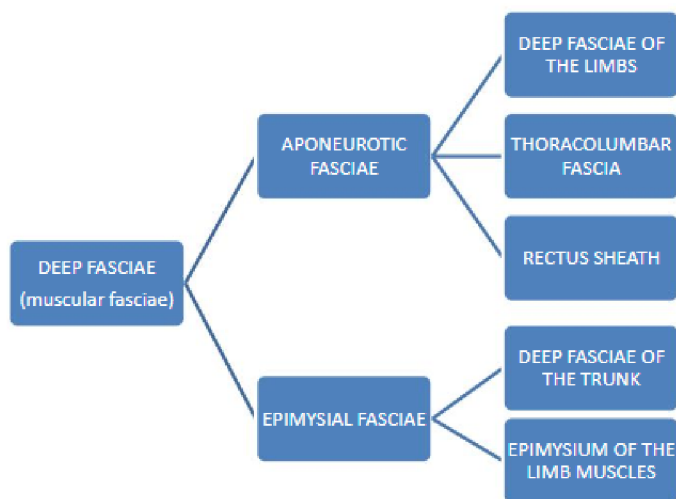 DEEP FASCIAE OF
THE LIMBS
APONEUROTIC
FASCIAE
THORACOLUMBAR
FASCIA
RECTUS SHEATH
DEEP FASCIAE
(muscular fasciae)
DEEP FASCIAE OF
THE TRUNK
EPIMYSIAL FASCIAE
EPIMYSIUM OF THE
LIMB MUSCLES